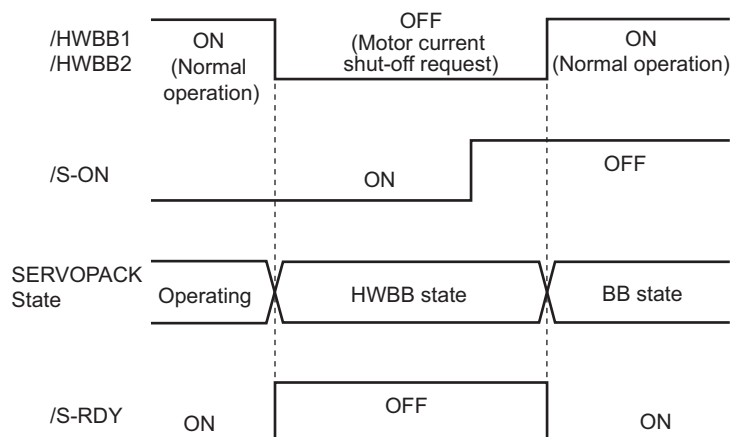 /HWBB1
/HWBB2
ON
(Normal
operation)
OFF
(Motor current
shut-off request)
ON
(Normal operation)
/S-ON
ON
OFF
SERVOPACK
State
Operating
HWBB state
BB state
/S-RDY
ON
OFF
ON